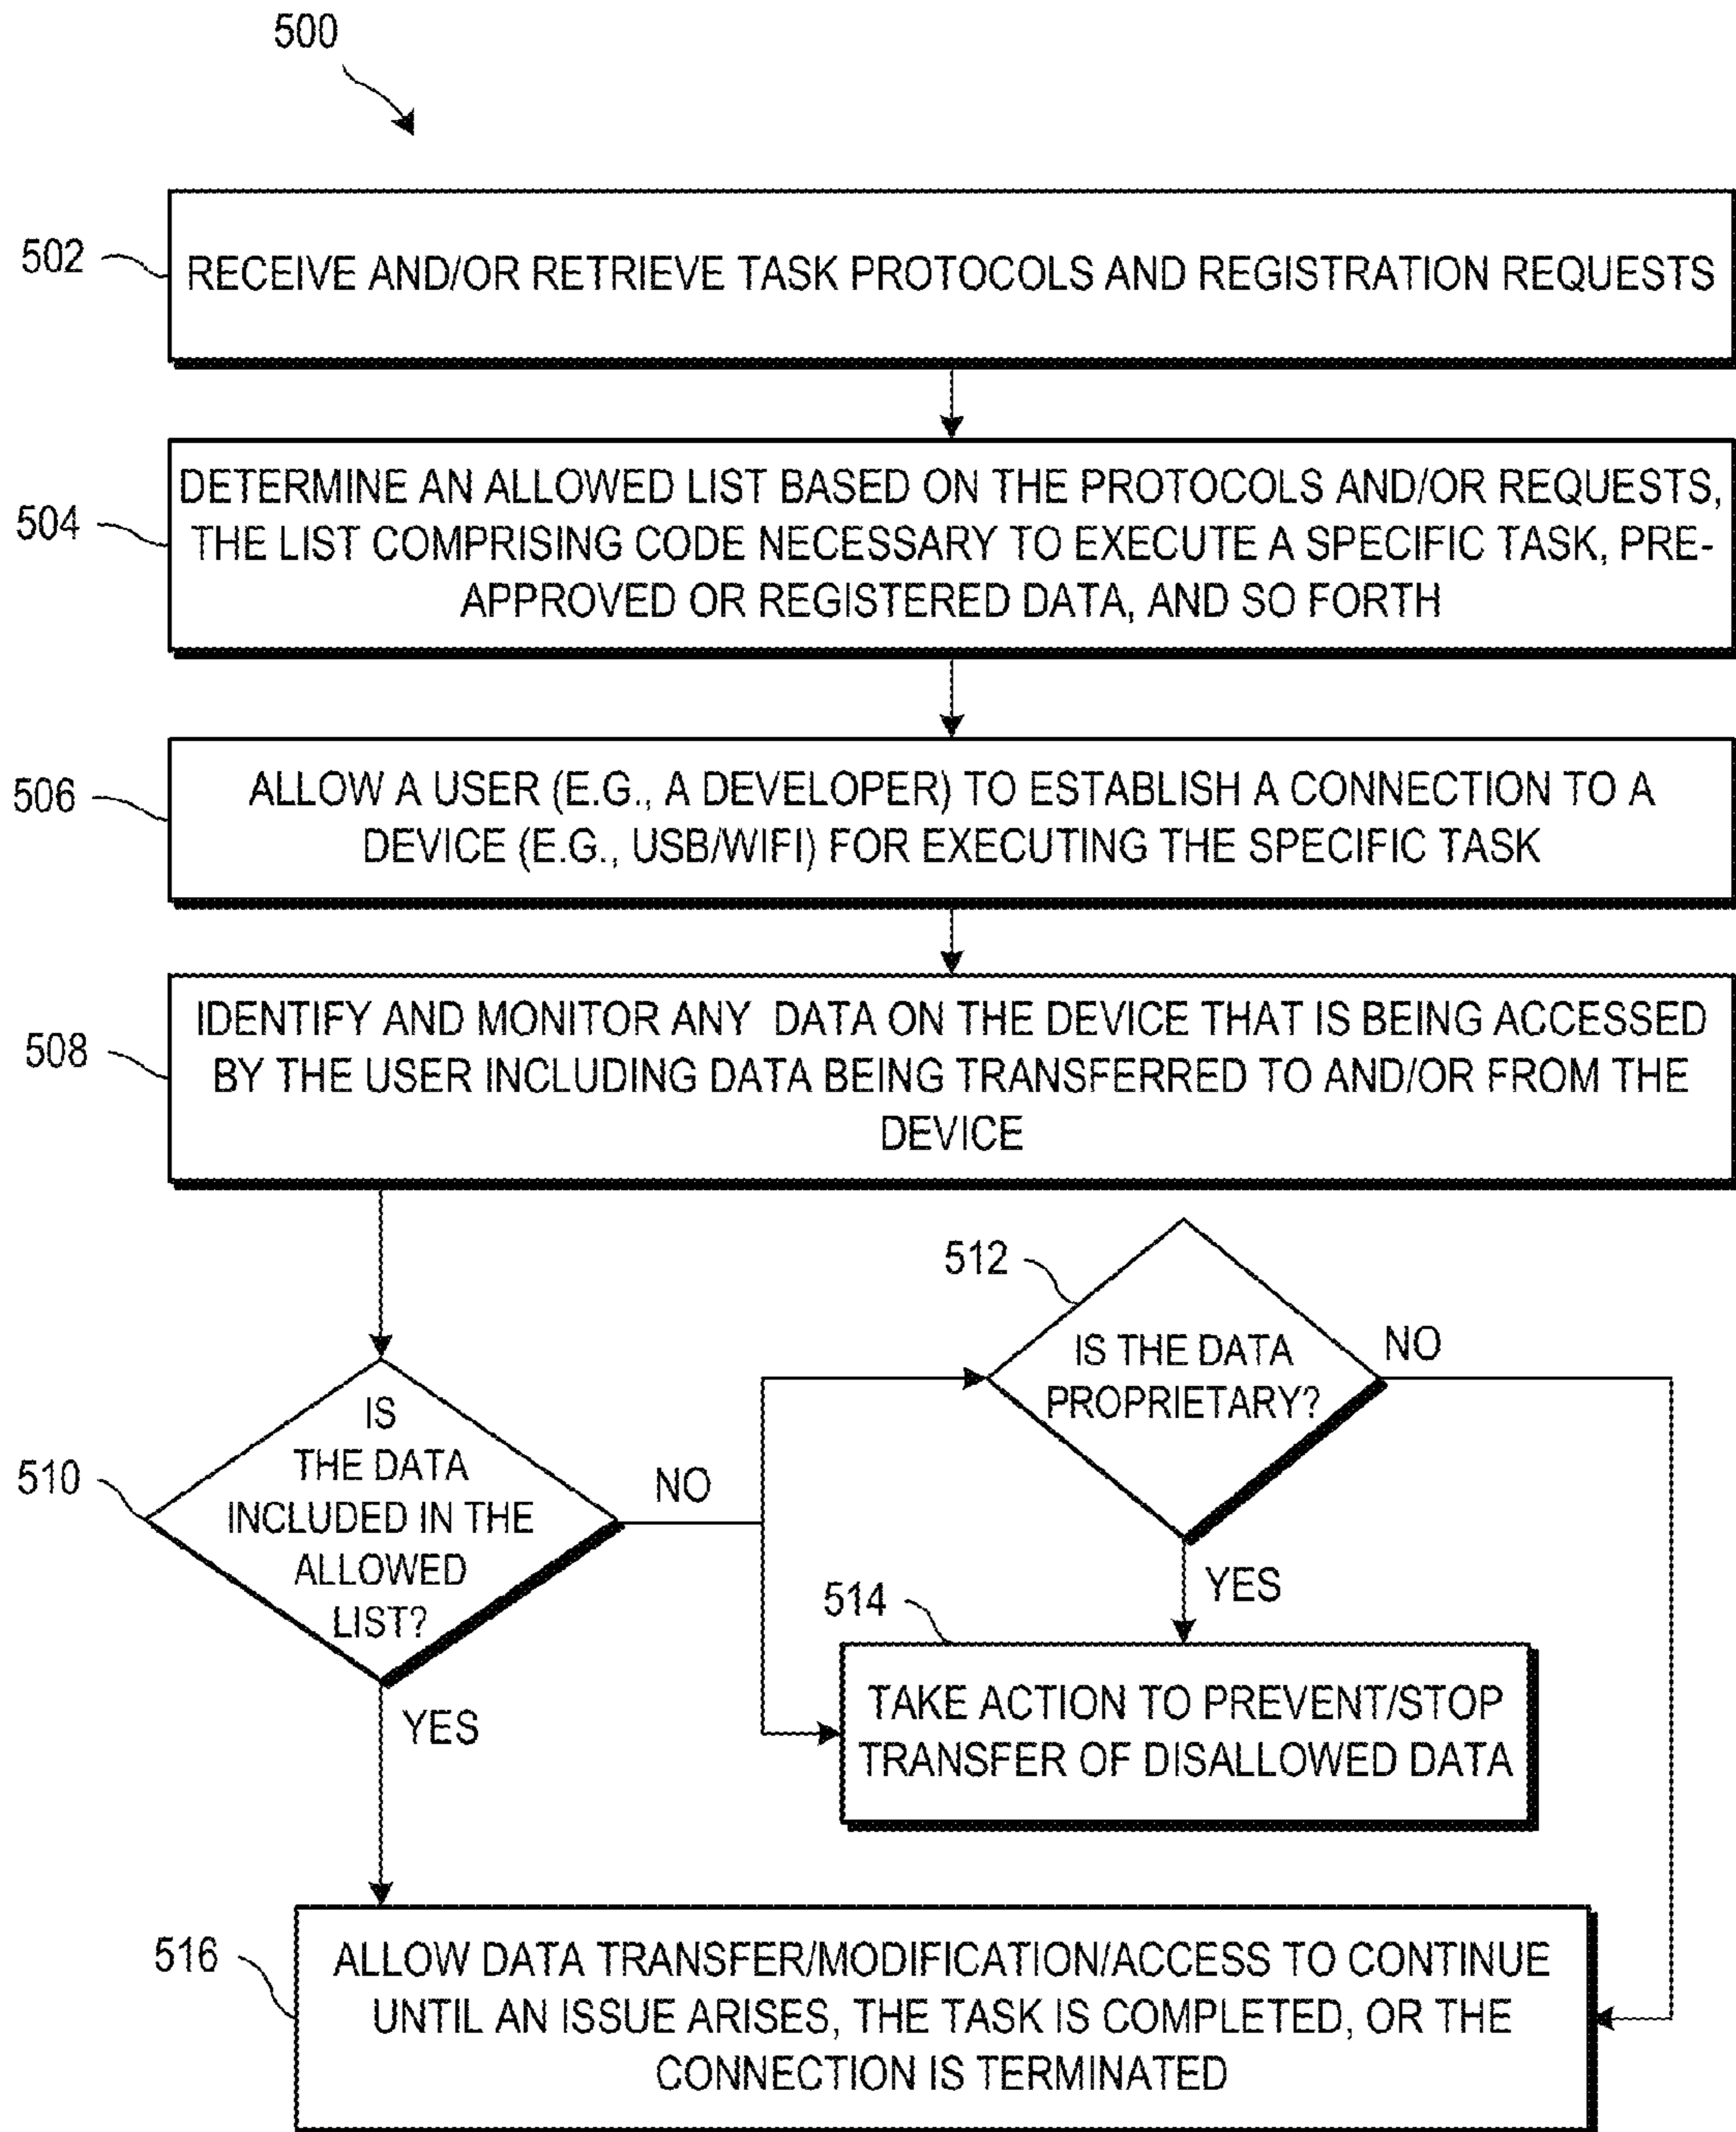 500
502
RECEIVE AND/OR RETRIEVE TASK PROTOCOLS AND REGISTRATION REQUESTS
504
DETERMINE AN ALLOWED LIST BASED ON THE PROTOCOLS AND/OR REQUESTS,
THE LIST COMPRISING CODE NECESSARY TO EXECUTE A SPECIFIC TASK, PRE-
APPROVED OR REGISTERED DATA, AND SO FORTH
506
ALLOW A USER (E.G., A DEVELOPER) TO ESTABLISH A CONNECTION TO A
DEVICE (E.G., USB/WIFI) FOR EXECUTING THE SPECIFIC TASK
508
IDENTIFY AND MONITOR ANY DATA ON THE DEVICE THAT IS BEING ACCESSED
BY THE USER INCLUDING DATA BEING TRANSFERRED TO AND/OR FROM THE
DEVICE
510
IS
THE DATA
INCLUDED IN THE
ALLOWED
LIST?
NO
YES
512
IS THE DATA
PROPRIETARY?
NO
YES
514
TAKE ACTION TO PREVENT/STOP
TRANSFER OF DISALLOWED DATA
516
ALLOW DATA TRANSFER/MODIFICATION/ACCESS TO CONTINUE
UNTIL AN ISSUE ARISES, THE TASK IS COMPLETED, OR THE
CONNECTION IS TERMINATED